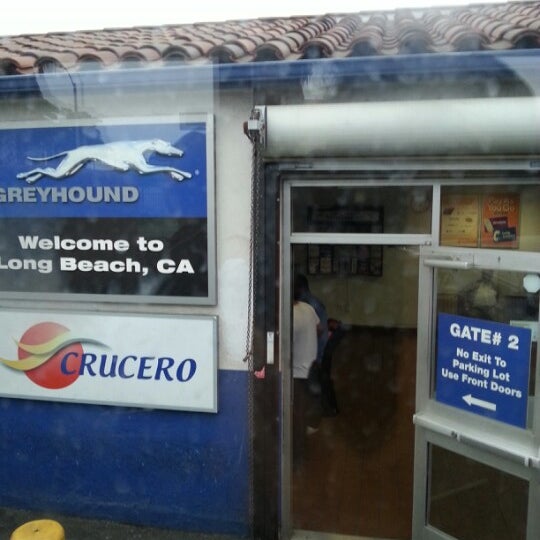 GREYHOUND
Welcome to
Long Beach, CA
CRUCERO
GATE# 2
No Exit To
Parking Lot
Use Front Doors